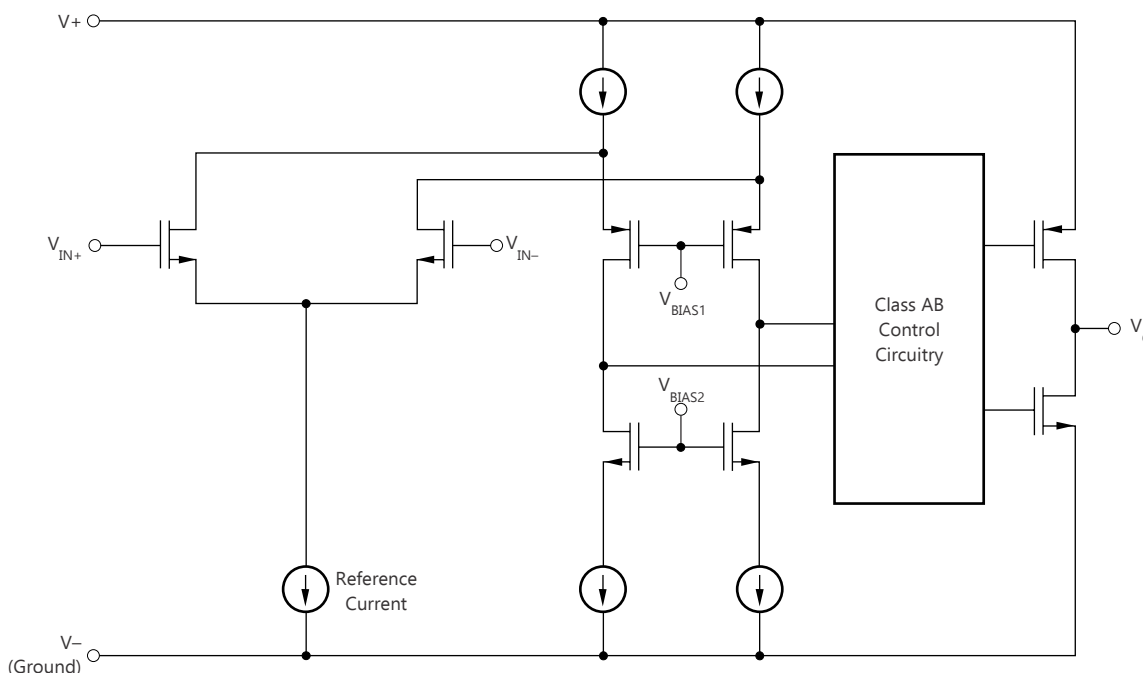 V+
V_IN+
V_IN–
V_BIAS1
V_BIAS2
Class AB
Control
Circuitry
V
Reference
Current
V–
(Ground)